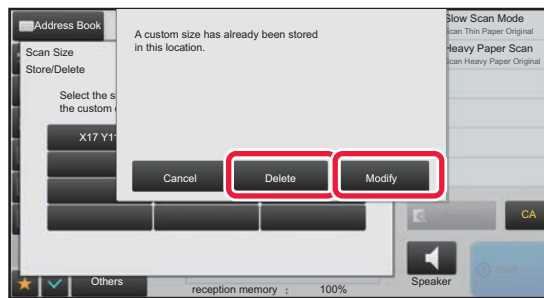 Address Book
Scan Size
Store/Delete
Select the s
the custom
X17 Y11
A custom size has already been stored
in this location.
Cancel
Delete
Modify
Slow Scan Mode
Scan Thin Paper Original
Heavy Paper Scan
Scan Heavy Paper Original
CA
Start
Speaker
Others
reception memory : 100%